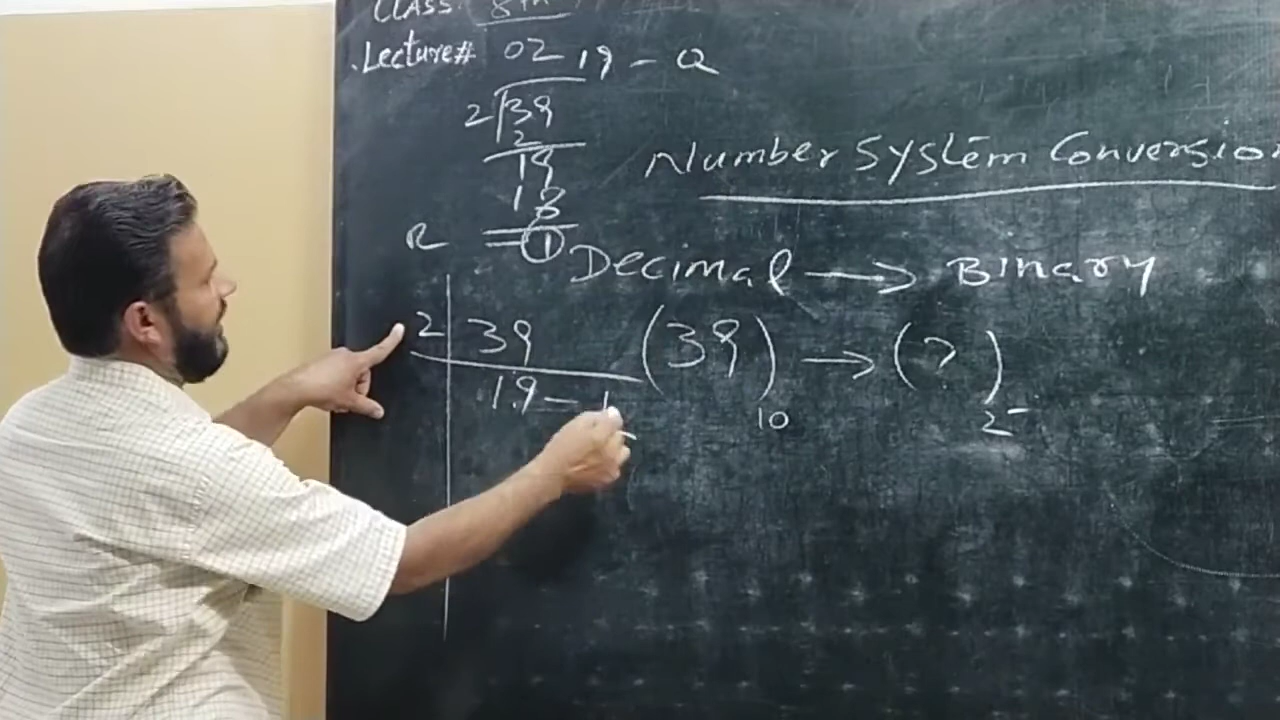 CLASS. 8th
Lecture# 02
19 - Q
2 39
2
19
18
1
Number System Conversion
R
Decimal → Binary
2 39
19 - 1
(39)10 → (?)2